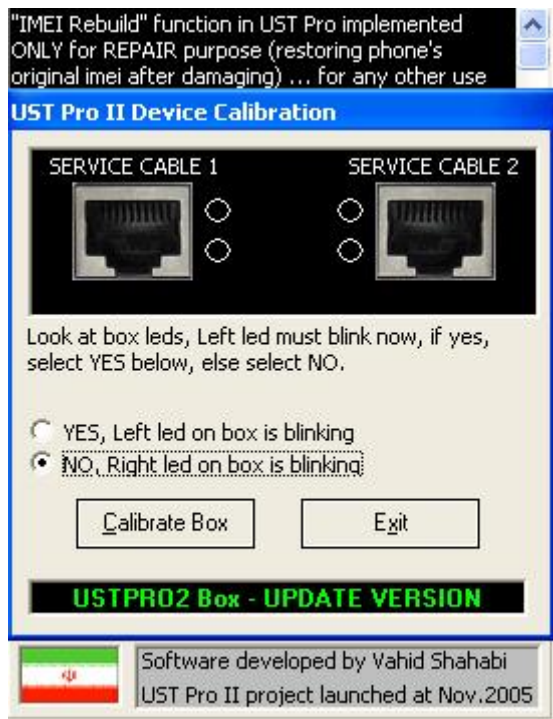 "IMEI Rebuild" function in UST Pro implemented
ONLY for REPAIR purpose (restoring phone's
original imei after damaging) ... for any other use
UST Pro II Device Calibration
SERVICE CABLE 1
SERVICE CABLE 2
Look at box leds, Left led must blink now, if yes,
select YES below, else select NO.
YES, Left led on box is blinking
NO, Right led on box is blinking
Calibrate Box
Exit
USTPRO2 Box - UPDATE VERSION
Software developed by Vahid Shahabi
UST Pro II project launched at Nov.2005